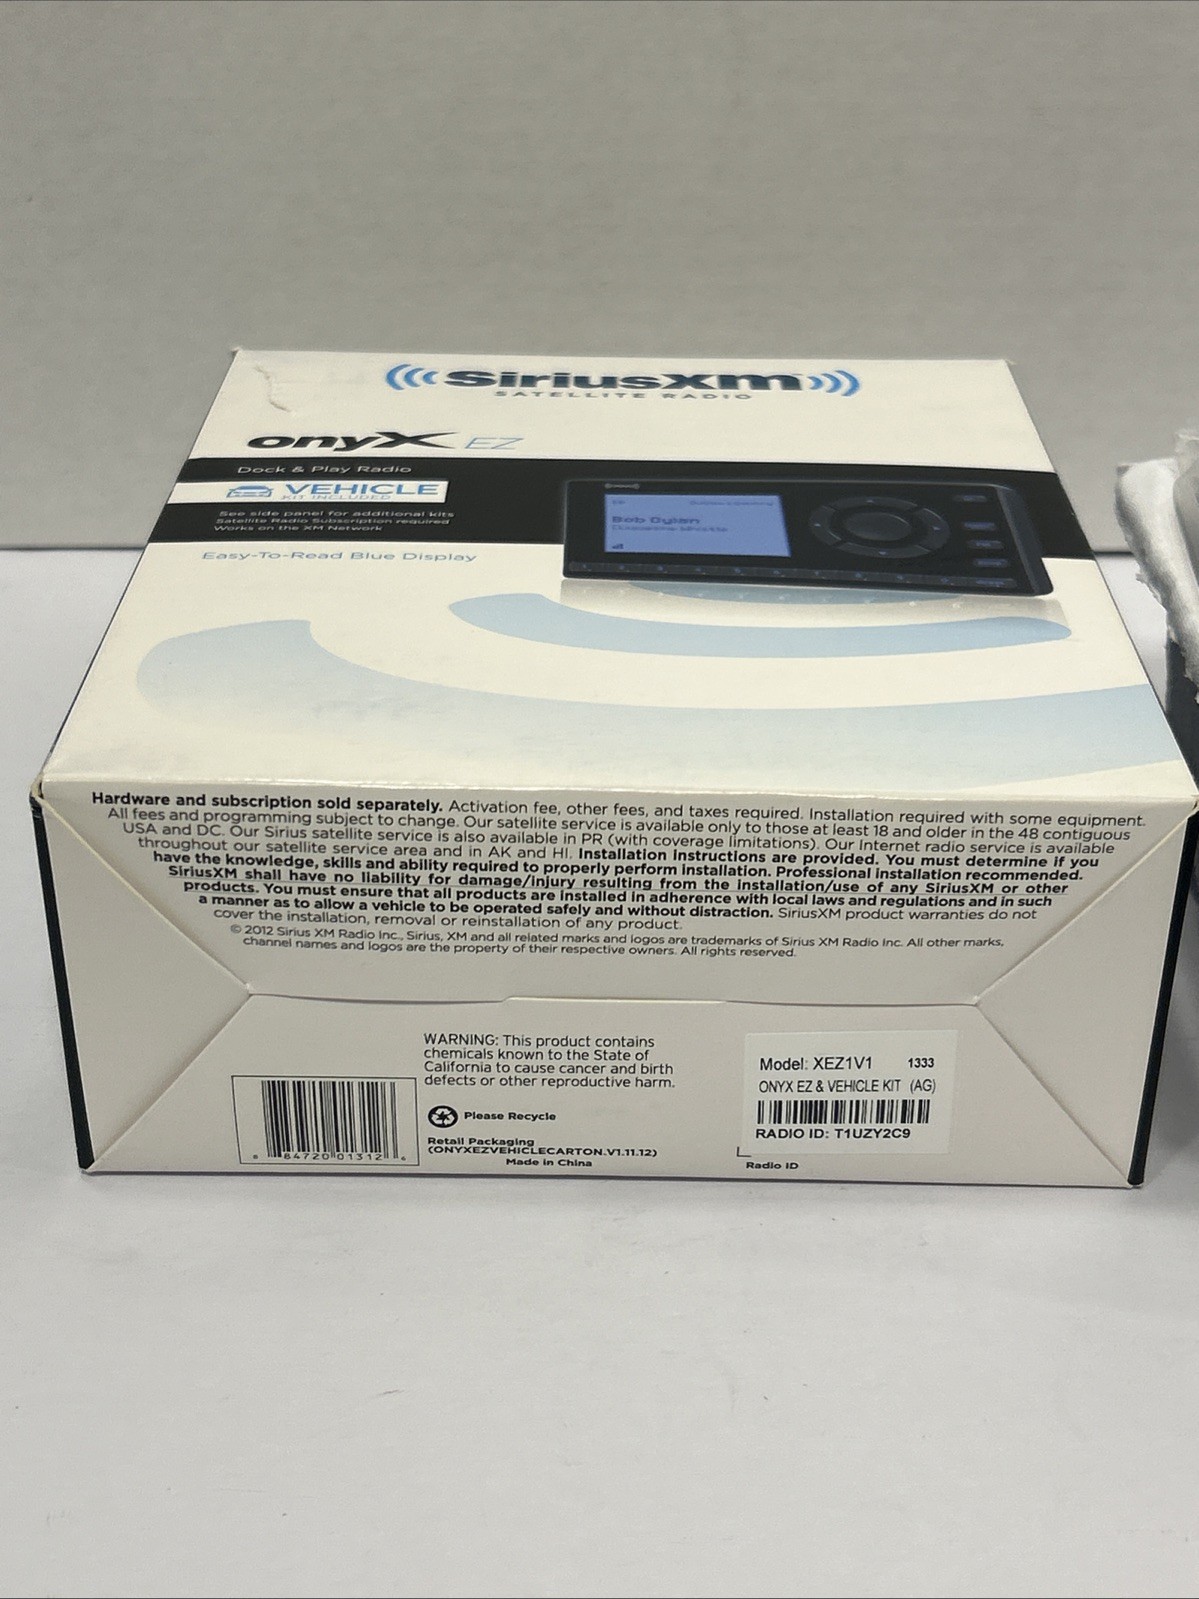 SiriusXM
SATELLITE RADIO
onyX EZ
Dock & Play Radio
VEHICLE
KIT INCLUDED
See side panel for additional kits
Satellite Radio Subscription required
Works on the XM Network
Easy-To-Read Blue Display
Bob Dylan
Hardware and subscription sold separately. Activation fee, other fees, and taxes required. Installation required with some equipment.
All fees and programming subject to change. Our satellite service is available only to those at least 18 and older in the 48 contiguous
USA and DC. Our Sirius satellite service is also available in PR (with coverage limitations). Our Internet radio service is available
throughout our satellite service area and in AK and HI. Installation instructions are provided. You must determine if you
have the knowledge, skills and ability required to properly perform installation. Professional installation recommended.
SiriusXM shall have no liability for damage/injury resulting from the installation/use of any SiriusXM or other
products. You must ensure that all products are installed in adherence with local laws and regulations and in such
a manner as to allow a vehicle to be operated safely and without distraction. SiriusXM product warranties do not
cover the installation, removal or reinstallation of any product.
© 2012 Sirius XM Radio Inc., Sirius, XM and all related marks and logos are trademarks of Sirius XM Radio Inc. All other marks,
channel names and logos are the property of their respective owners. All rights reserved.
WARNING: This product contains
chemicals known to the State of
California to cause cancer and birth
defects or other reproductive harm.
Please Recycle
Retail Packaging
(ONYXEZVEHICLECARTON.V1.11.12)
Made in China
8 84720 01312 6
Model: XEZ1V1 1333
ONYX EZ & VEHICLE KIT (AG)
RADIO ID: T1UZY2C9
Radio ID